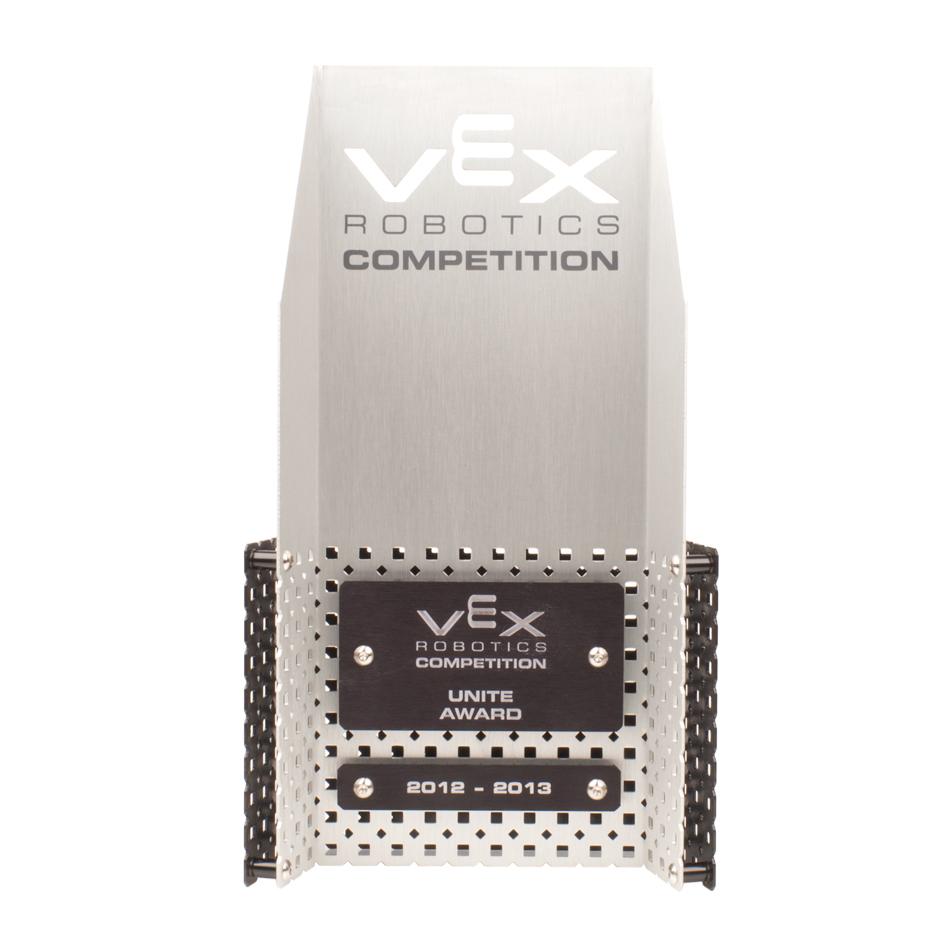 VEX
ROBOTICS
COMPETITION
VEX
ROBOTICS
COMPETITION
UNITE
AWARD
2012 - 2013